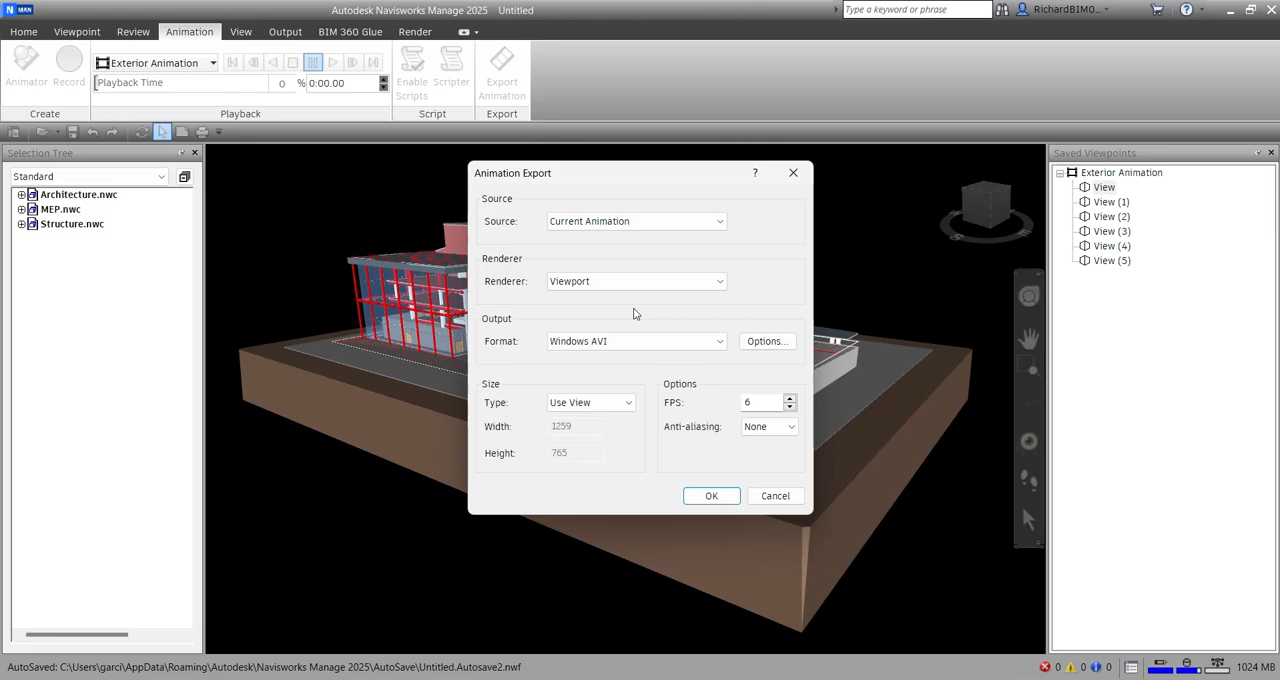 N MAN
Autodesk Navisworks Manage 2025 Untitled
Type a keyword or phrase
RichardBIMO...
Home Viewpoint Review Animation View Output BIM 360 Glue Render
Exterior Animation
Animator Record
Playback Time 0 % 0:00.00
Enable Scripts
Scripter
Export Animation
Create Playback Script Export
Selection Tree
Standard
Architecture.nwc
MEP.nwc
Structure.nwc
Animation Export ?
Source
Source: Current Animation
Renderer
Renderer: Viewport
Output
Format: Windows AVI Options...
Size
Type: Use View
Width: 1259
Height: 765
Options
FPS: 6
Anti-aliasing: None
OK Cancel
Saved Viewpoints
Exterior Animation
View
View (1)
View (2)
View (3)
View (4)
View (5)
AutoSaved: C:\Users\garci\AppData\Roaming\Autodesk\Navisworks Manage 2025\AutoSave\Untitled.Autosave2.nwf
0 0 0 1024 MB